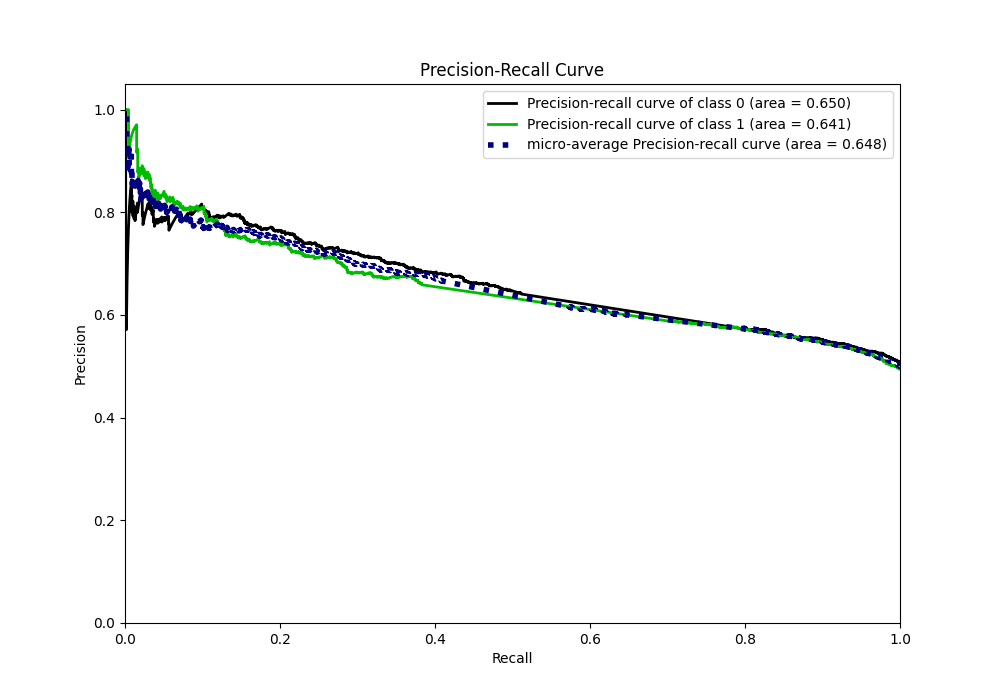 Precision-Recall Curve
Precision-recall curve of class 0 (area = 0.650)
Precision-recall curve of class 1 (area = 0.641)
micro-average Precision-recall curve (area = 0.648)
1.0
0.8
0.6
0.4
0.2
0.0
Precision
0.0 0.2 0.4 0.6 0.8 1.0
Recall